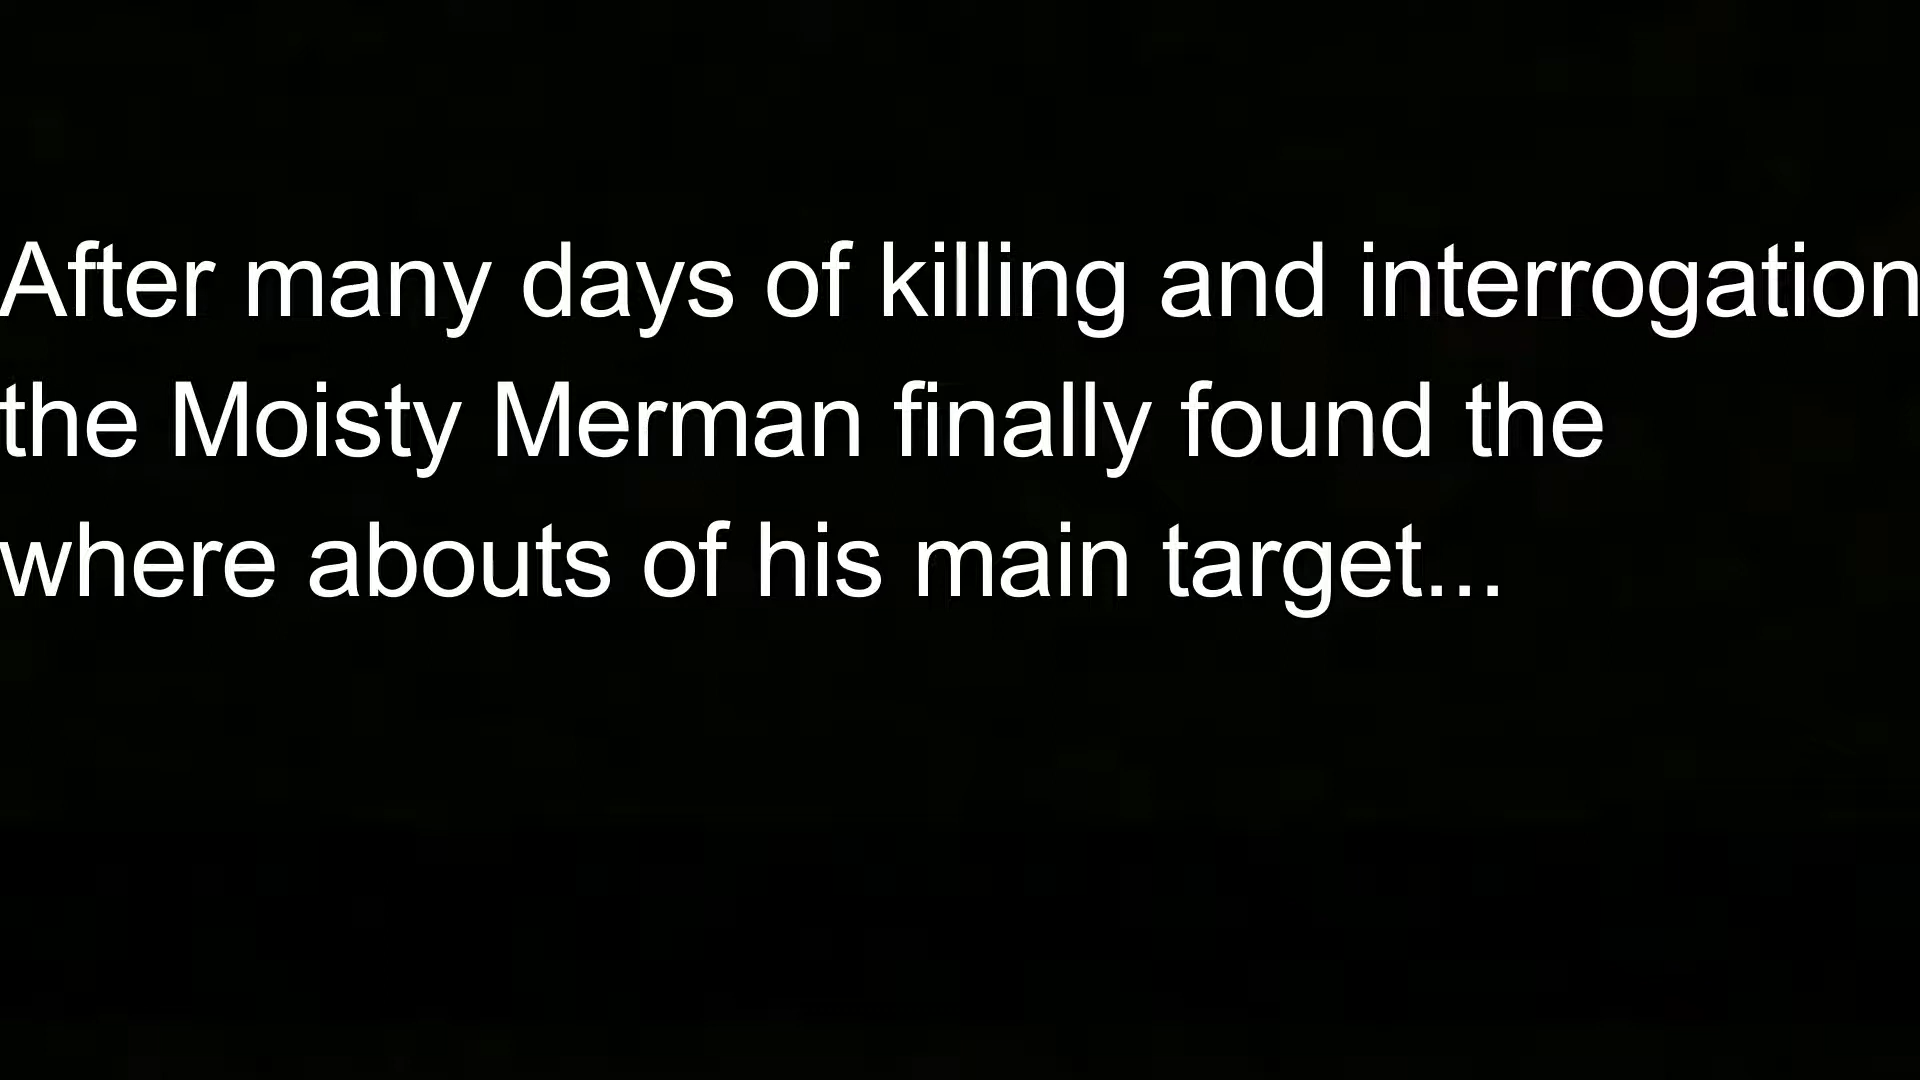 After many days of killing and interrogation
the Moisty Merman finally found the
where abouts of his main target...